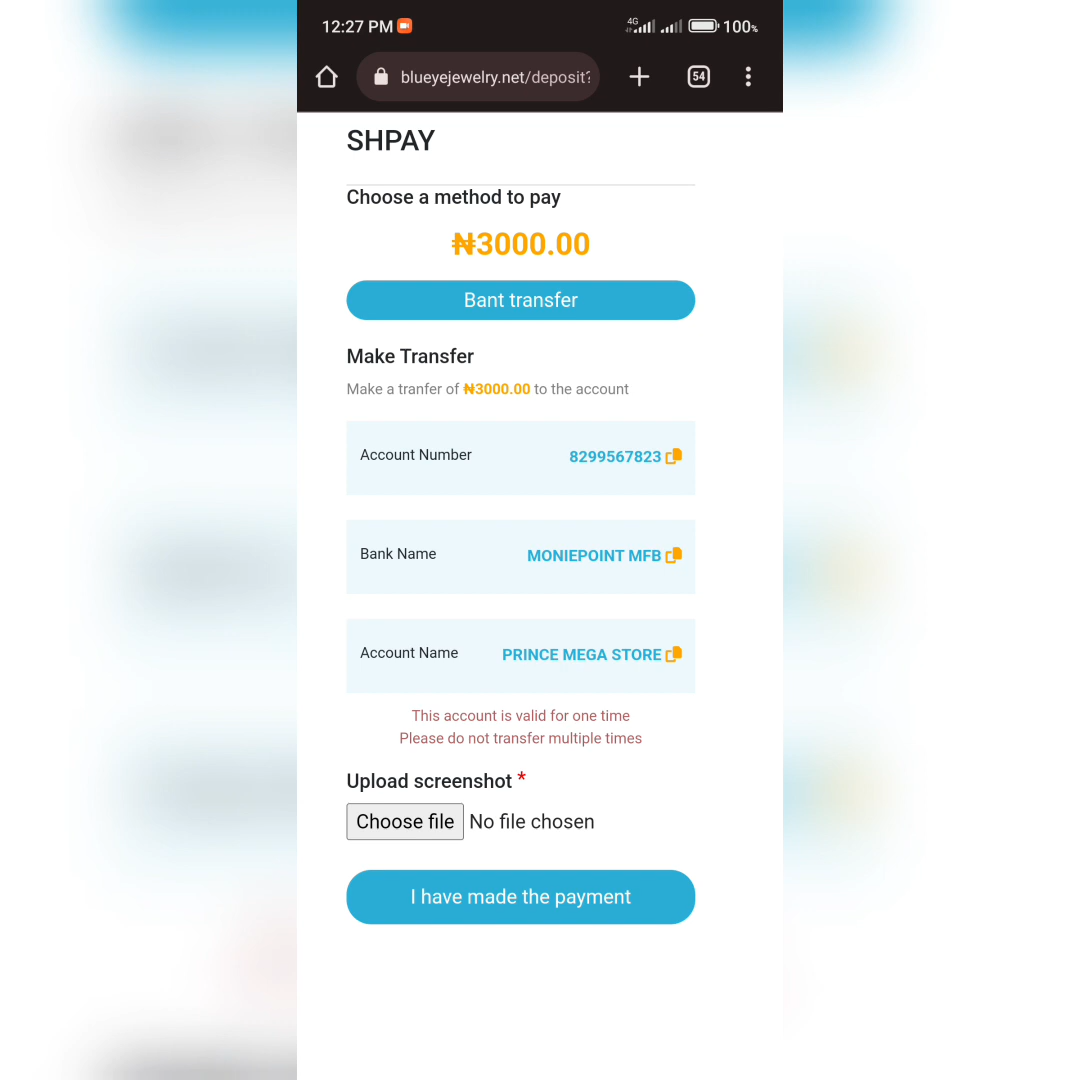 12:27 PM 4G 100%
blueyejewelry.net/deposit? 54
SHPAY
Choose a method to pay
₦3000.00
Bant transfer
Make Transfer
Make a tranfer of ₦3000.00 to the account
Account Number 8299567823
Bank Name MONIEPOINT MFB
Account Name PRINCE MEGA STORE
This account is valid for one time
Please do not transfer multiple times
Upload screenshot *
Choose file No file chosen
I have made the payment